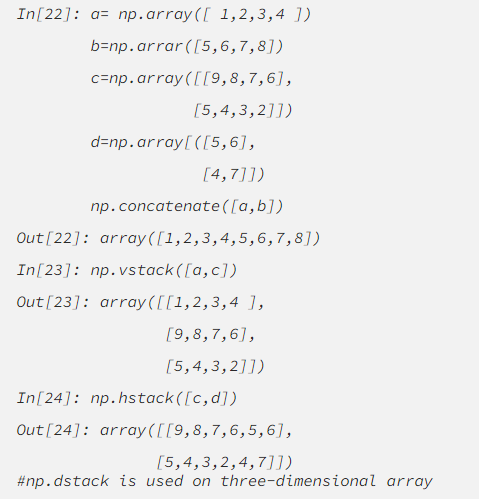 In[22]: a= np.array([ 1,2,3,4 ])
b=np.arrar([5,6,7,8])
c=np.array([[9,8,7,6],
[5,4,3,2]])
d=np.array[([5,6],
[4,7]])
np.concatenate([a,b])
Out[22]: array([1,2,3,4,5,6,7,8])
In[23]: np.vstack([a,c])
Out[23]: array([[1,2,3,4 ],
[9,8,7,6],
[5,4,3,2]])
In[24]: np.hstack([c,d])
Out[24]: array([[9,8,7,6,5,6],
[5,4,3,2,4,7]])
#np.dstack is used on three-dimensional array